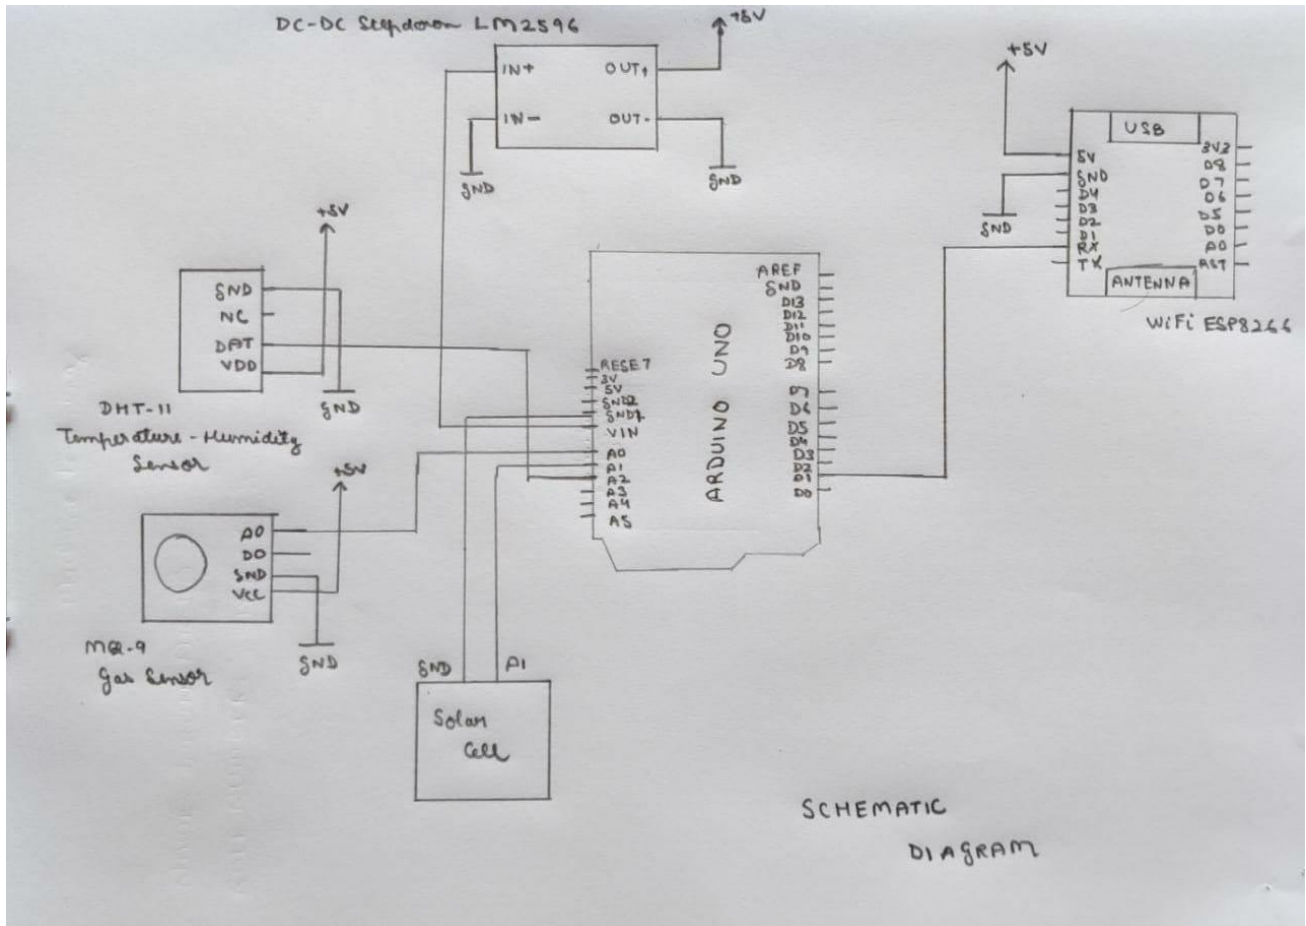 DC-DC Stepdown LM2596
+5V
IN+ OUT+
IN- OUT-
GND
GND
+5V
USB
5V
GND
D4
D3
D2
D1
RX
TX
3V3
D8
D7
D6
D5
D0
A0
RST
ANTENNA
GND
WiFi ESP8266
+5V
GND
NC
DAT
VDD
GND
DHT-11
Temperature-Humidity
Sensor
ARDUINO UNO
RESET
3V
5V
GND2
GND1
VIN
A0
A1
A2
A3
A4
A5
AREF
GND
D13
D12
D11
D10
D9
D8
D7
D6
D5
D4
D3
D2
D1
D0
+5V
A0
D0
GND
VCC
GND
MQ-9
Gas Sensor
GND A1
Solar
Cell
SCHEMATIC
DIAGRAM